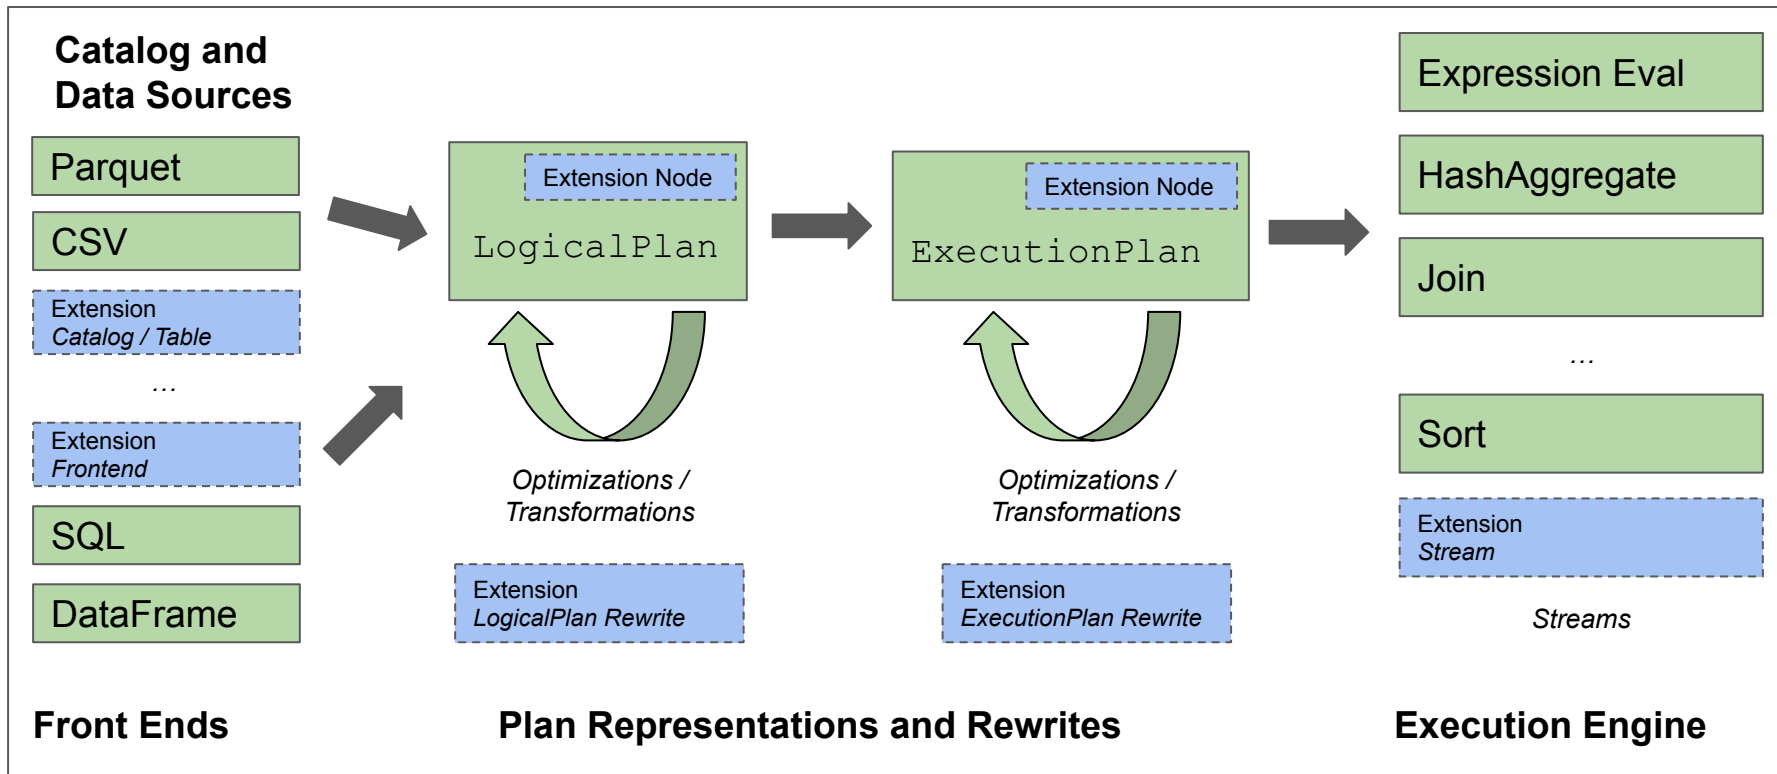 Catalog and
Data Sources
Parquet
CSV
Extension
Catalog / Table
...
Extension
Frontend
SQL
DataFrame
Front Ends
Extension Node
LogicalPlan
Optimizations /
Transformations
Extension
LogicalPlan Rewrite
Extension Node
ExecutionPlan
Optimizations /
Transformations
Extension
ExecutionPlan Rewrite
Plan Representations and Rewrites
Expression Eval
HashAggregate
Join
...
Sort
Extension
Stream
Streams
Execution Engine